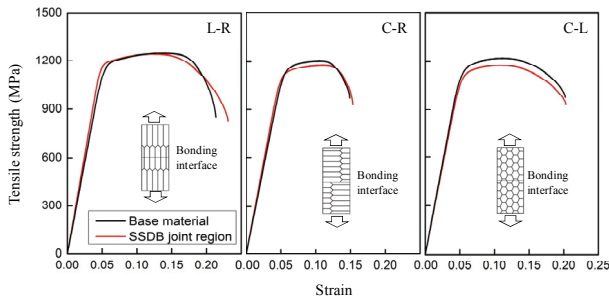 L-R
C-R
C-L
Tensile strength (MPa)
1500
1200
900
600
300
0
Bonding
interface
Bonding
interface
Bonding
interface
Base material
SSDB joint region
0.00 0.05 0.10 0.15 0.20 0.00 0.05 0.10 0.15 0.20 0.00 0.05 0.10 0.15 0.20 0.25
Strain